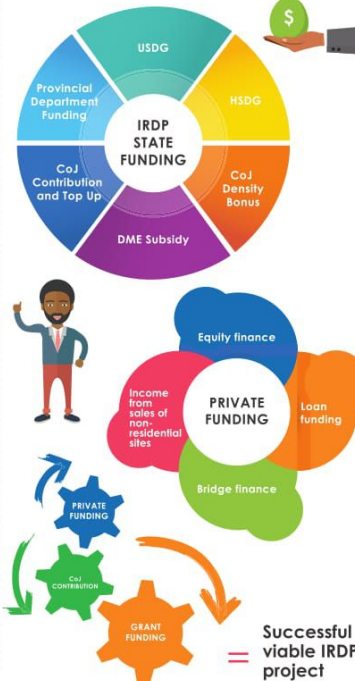 $
USDG
Provincial
Department
Funding
HSDG
IRDP
STATE
FUNDING
CoJ
Contribution
and Top Up
CoJ
Density
Bonus
DME Subsidy
Equity finance
Income
from
sales of
non-
residential
sites
PRIVATE
FUNDING
Loan
funding
Bridge finance
PRIVATE
FUNDING
CoJ
CONTRIBUTION
GRANT
FUNDING
=
Successful
viable IRDP
project